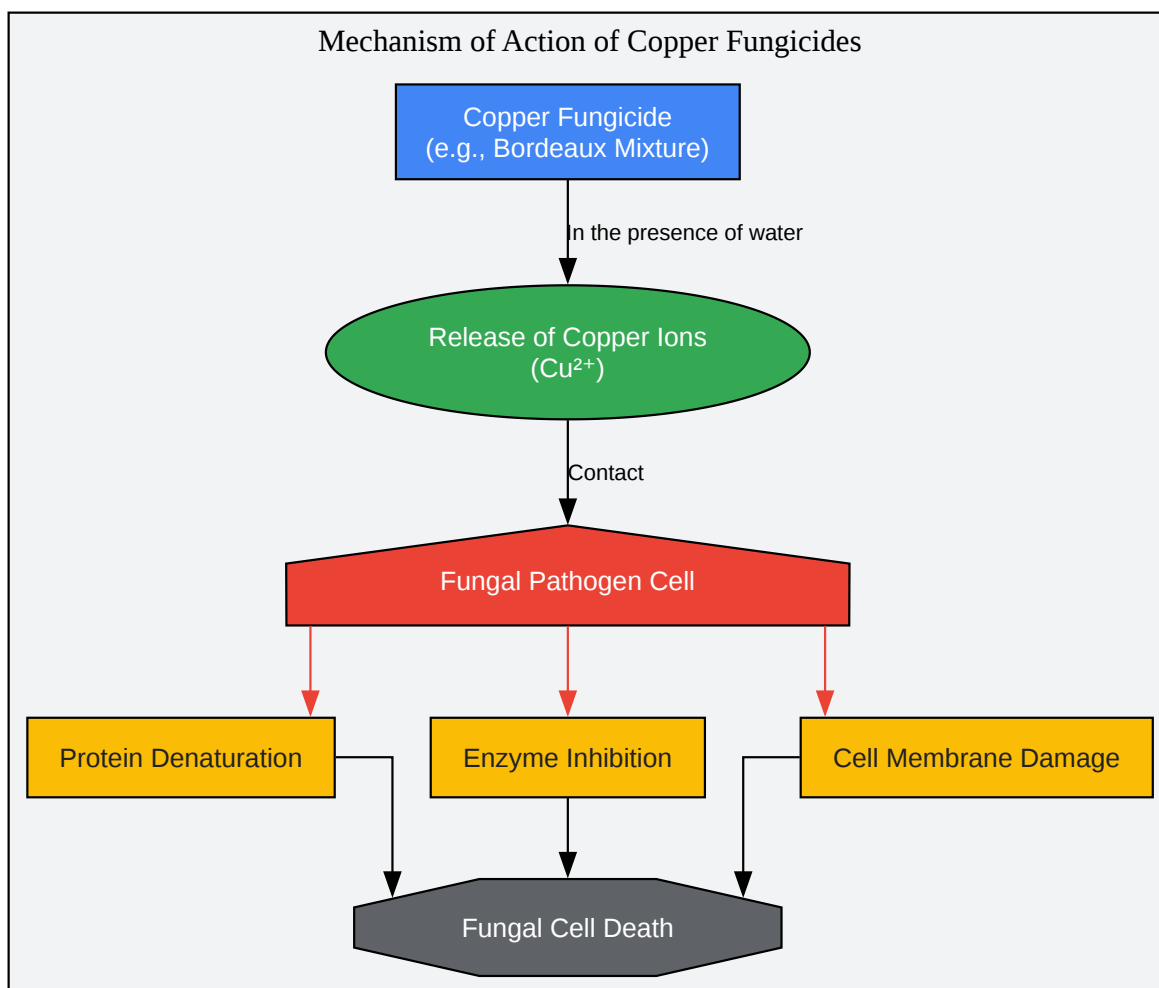 Mechanism of Action of Copper Fungicides
Copper Fungicide
(e.g., Bordeaux Mixture)
In the presence of water
Release of Copper Ions
(Cu²⁺)
Contact
Fungal Pathogen Cell
Protein Denaturation
Enzyme Inhibition
Cell Membrane Damage
Fungal Cell Death